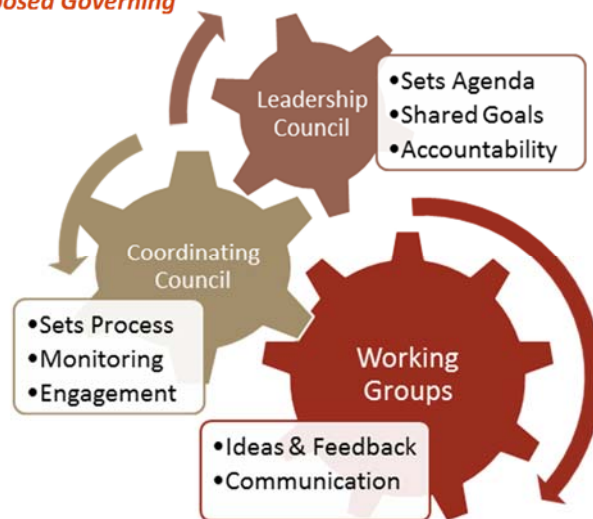 Governing
Leadership
Council
•Sets Agenda
•Shared Goals
•Accountability
Coordinating
Council
•Sets Process
•Monitoring
•Engagement
Working
Groups
•Ideas & Feedback
•Communication